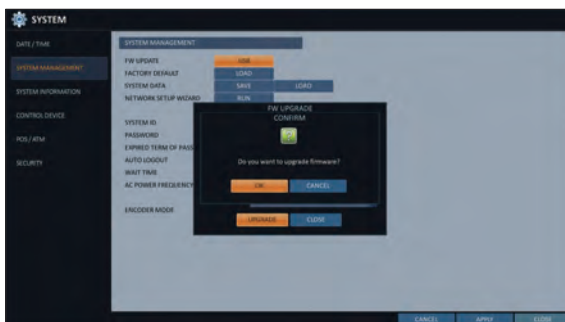 SYSTEM
DATE / TIME
SYSTEM MANAGEMENT
SYSTEM INFORMATION
CONTROL DEVICE
POS / ATM
SECURITY
SYSTEM MANAGEMENT
FW UPDATE USB
FACTORY DEFAULT LOAD
SYSTEM DATA SAVE LOAD
NETWORK SETUP WIZARD RUN
SYSTEM ID
PASSWORD
EXPIRED TERM OF PASS
AUTO LOGOUT
WAIT TIME
AC POWER FREQUENCY
ENCODER MODE
FW UPGRADE
CONFIRM
Do you want to upgrade firmware?
OK CANCEL
UPGRADE CLOSE
CANCEL APPLY CLOSE